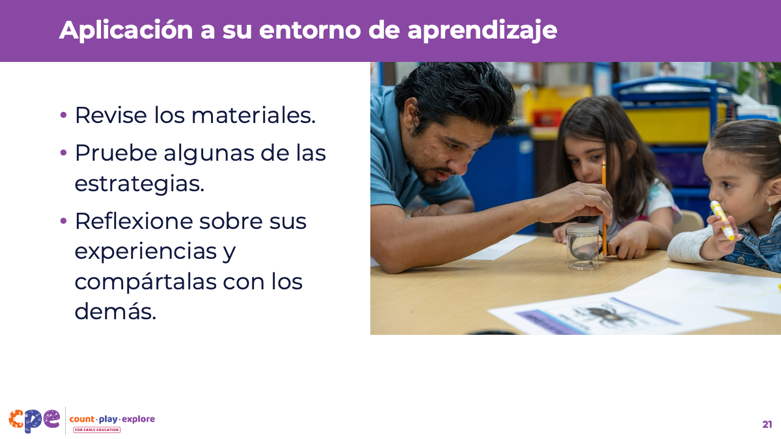 Aplicación a su entorno de aprendizaje
• Revise los materiales.
• Pruebe algunas de las
estrategias.
• Reflexione sobre sus
experiencias y
compártalas con los
demás.
cpe
count·play·explore
FOR EARLY EDUCATION
21